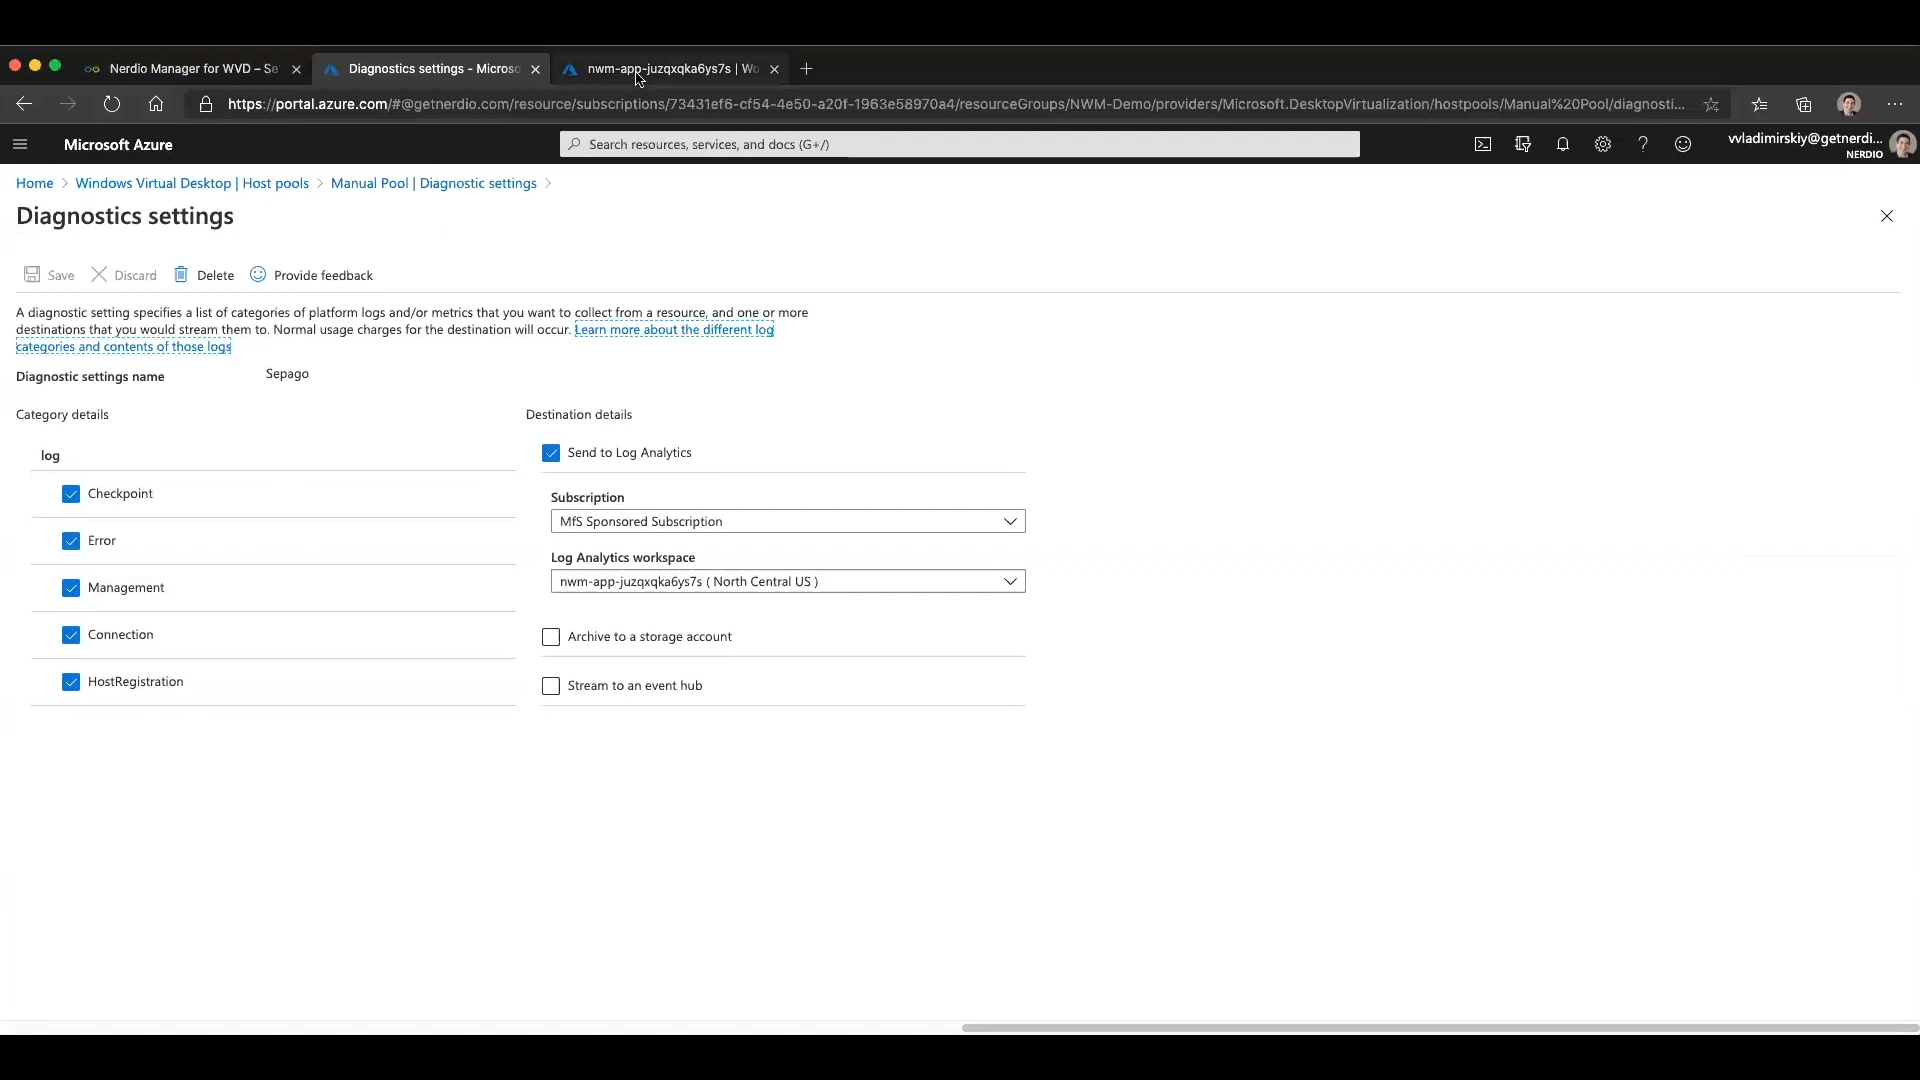 Nerdio Manager for WVD – Se
Diagnostics settings - Microso
nwm-app-juzqxqka6ys7s | Wo
https://portal.azure.com/#@getnerdio.com/resource/subscriptions/73431ef6-cf54-4e50-a20f-1963e58970a4/resourceGroups/NWM-Demo/providers/Microsoft.DesktopVirtualization/hostpools/Manual%20Pool/diagnosti...
Microsoft Azure
Search resources, services, and docs (G+/)
vvladimirskiy@getnerdi...
NERDIO
Home > Windows Virtual Desktop | Host pools > Manual Pool | Diagnostic settings >
Diagnostics settings
Save
Discard
Delete
Provide feedback
A diagnostic setting specifies a list of categories of platform logs and/or metrics that you want to collect from a resource, and one or more
destinations that you would stream them to. Normal usage charges for the destination will occur. Learn more about the different log
categories and contents of those logs
Diagnostic settings name
Sepago
Category details
log
Checkpoint
Error
Management
Connection
HostRegistration
Destination details
Send to Log Analytics
Subscription
MfS Sponsored Subscription
Log Analytics workspace
nwm-app-juzqxqka6ys7s ( North Central US )
Archive to a storage account
Stream to an event hub